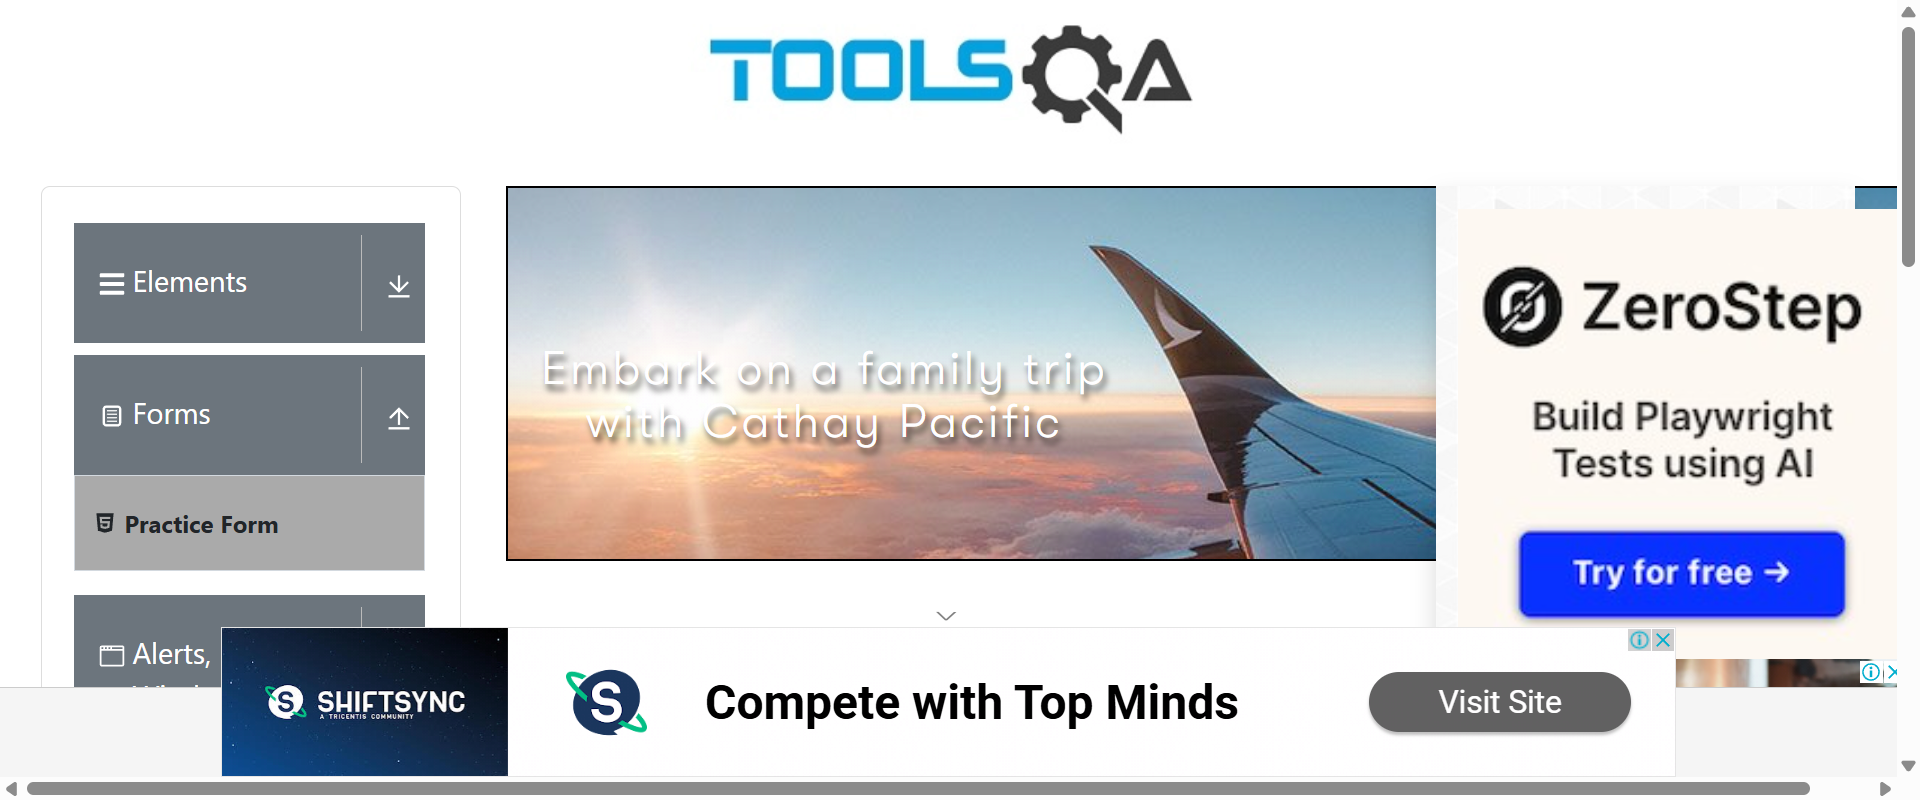 TOOLSQA
Elements
Forms
Practice Form
Alerts,
Embark on a family trip
with Cathay Pacific
ZeroStep
Build Playwright
Tests using AI
Try for free →
SHIFTSYNC
A TRICENTIS COMMUNITY
S
Compete with Top Minds
Visit Site